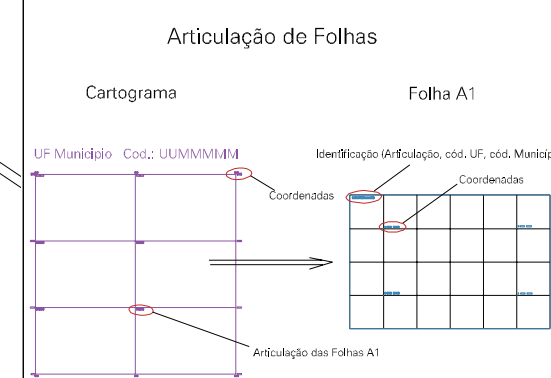 Articulação de Folhas
Cartograma
Folha A1
UF Municipio Cod.: UUMMMMM
Identificação (Articulação, cód. UF, cód. Municíp
Coordenadas
Coordenadas
Articulação das Folhas A1